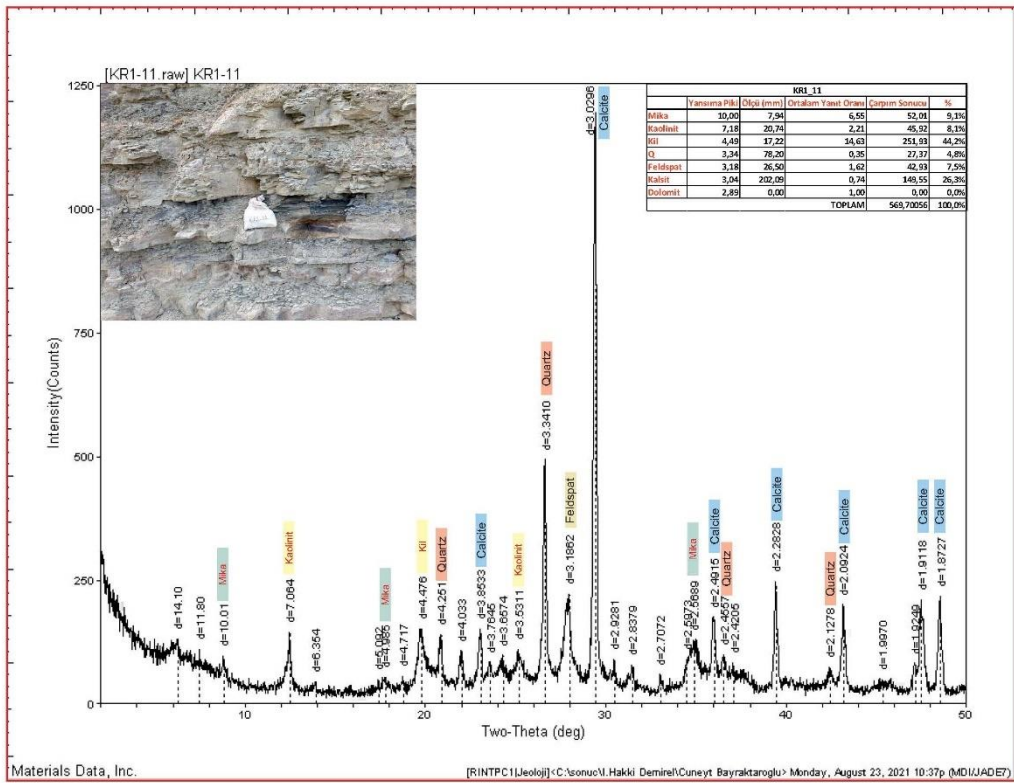 [KR1-11.raw] KR1-11
KR1_11
Yansıma Piki Ölçü (mm) Ortalam Yanıt Oranı Çarpım Sonucu %
Mika 10,00 7,94 6,55 52,01 9,1%
Kaolinit 7,18 20,74 2,21 45,92 8,1%
Kil 4,49 17,22 14,63 251,93 44,2%
Q 3,34 78,20 0,35 27,37 4,8%
Feldspat 3,18 26,50 1,62 42,93 7,5%
Kalsit 3,04 202,09 0,74 149,55 26,3%
Dolomit 2,89 0,00 1,00 0,00 0,0%
TOPLAM 569,70056 100,0%
Intensity(Counts)
1250
1000
750
500
250
0
d=14.10
d=11.80
d=10.01
Mika
d=7.064
Kaolinit
d=6.354
d=5.092
d=4.985
Mika
d=4.717
d=4.476
Kil
d=4.251
Quartz
d=4.033
d=3.8533
Calcite
d=3.7645
d=3.6574
d=3.5311
Kaolinit
d=3.3410
Quartz
d=3.1862
Feldspat
d=3.0296
Calcite
d=2.9281
d=2.8379
d=2.7072
d=2.5973
d=2.5689
Mika
d=2.4915
Calcite
d=2.4557
Quartz
d=2.4205
d=2.2828
Calcite
d=2.1278
Quartz
d=2.0924
Calcite
d=1.9970
d=1.9249
d=1.9118
Calcite
d=1.8727
Calcite
10 20 30 40 50
Two-Theta (deg)
Materials Data, Inc.
[RINTPC1|Jeoloji]<C:\sonuc\I.Hakki Demirel\Cuneyt Bayraktaroglu> Monday, August 23, 2021 10:37p (MDI/JADE7)